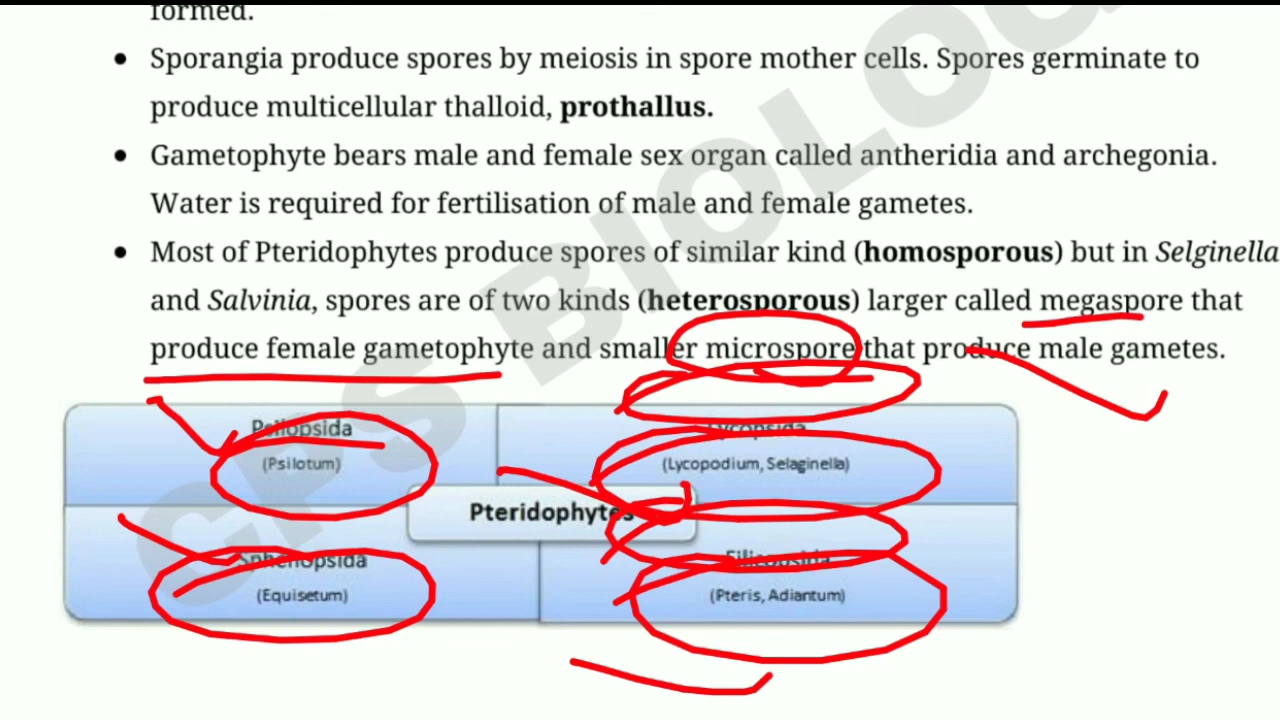 formed.
• Sporangia produce spores by meiosis in spore mother cells. Spores germinate to
produce multicellular thalloid, prothallus.
• Gametophyte bears male and female sex organ called antheridia and archegonia.
Water is required for fertilisation of male and female gametes.
• Most of Pteridophytes produce spores of similar kind (homosporous) but in Selginella
and Salvinia, spores are of two kinds (heterosporous) larger called megaspore that
produce female gametophyte and smaller microspore that produce male gametes.
Psilopsida
(Psilotum)
Lycopsida
(Lycopodium, Selaginella)
Pteridophytes
Sphenopsida
(Equisetum)
Filicopsida
(Pteris, Adiantum)
GPS BIOLOG